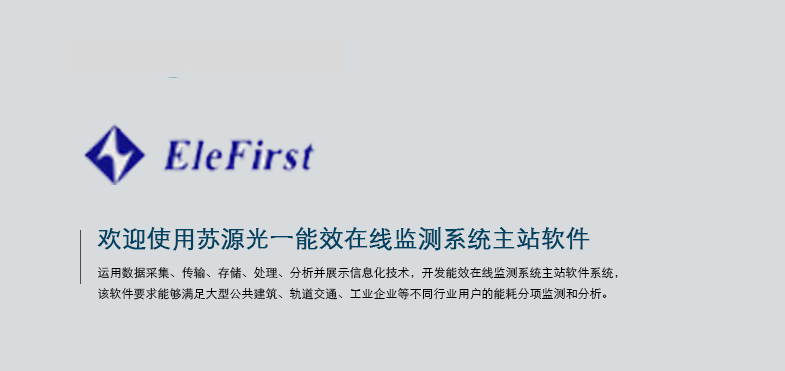 EleFirst
欢迎使用苏源光一能效在线监测系统主站软件
运用数据采集、传输、存储、处理、分析并展示信息化技术，开发能效在线监测系统主站软件系统，
该软件要求能够满足大型公共建筑、轨道交通、工业企业等不同行业用户的能耗分项监测和分析。